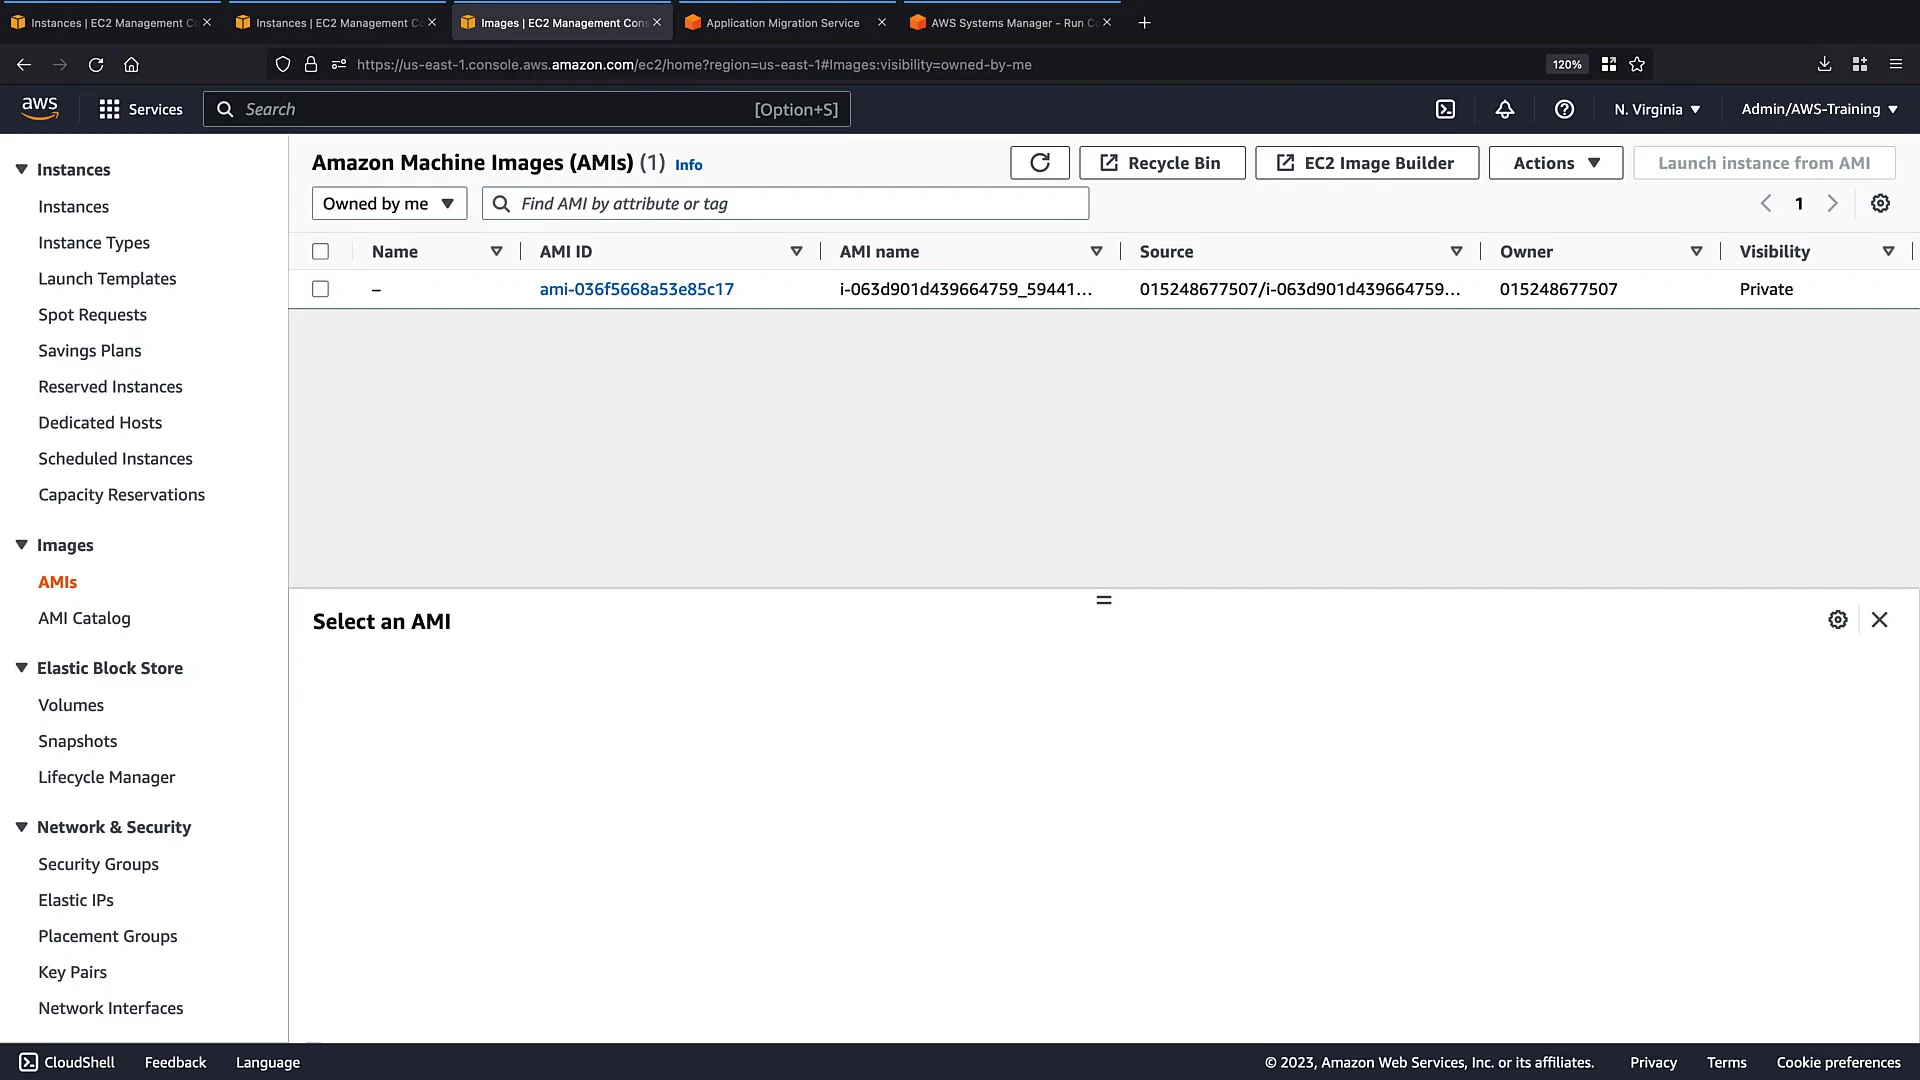 Instances | EC2 Management Co
Instances | EC2 Management Co
Images | EC2 Management Cons
Application Migration Service
AWS Systems Manager - Run Co
https://us-east-1.console.aws.amazon.com/ec2/home?region=us-east-1#Images:visibility=owned-by-me
120%
aws
Services
Search
[Option+S]
N. Virginia
Admin/AWS-Training
Instances
Instances
Instance Types
Launch Templates
Spot Requests
Savings Plans
Reserved Instances
Dedicated Hosts
Scheduled Instances
Capacity Reservations
Images
AMIs
AMI Catalog
Elastic Block Store
Volumes
Snapshots
Lifecycle Manager
Network & Security
Security Groups
Elastic IPs
Placement Groups
Key Pairs
Network Interfaces
Amazon Machine Images (AMIs) (1) Info
Recycle Bin
EC2 Image Builder
Actions
Launch instance from AMI
Owned by me
Find AMI by attribute or tag
1
Name AMI ID AMI name Source Owner Visibility
– ami-036f5668a53e85c17 i-063d901d439664759_59441... 015248677507/i-063d901d439664759... 015248677507 Private
Select an AMI
CloudShell
Feedback
Language
© 2023, Amazon Web Services, Inc. or its affiliates.
Privacy
Terms
Cookie preferences